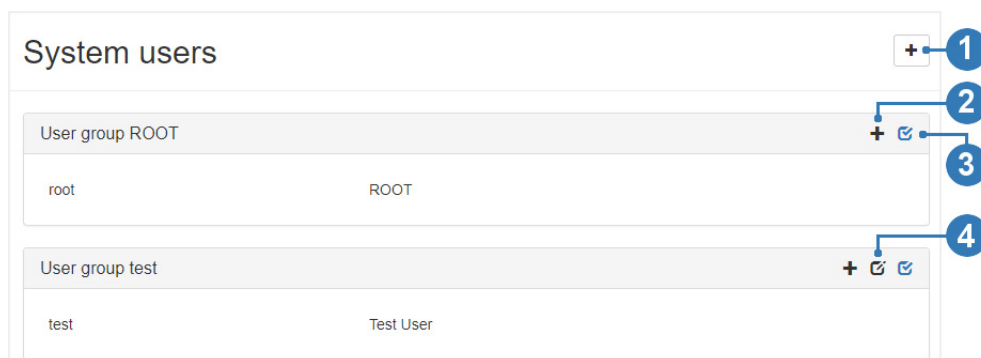 System users
1
2
User group ROOT
3
root ROOT
4
User group test
test Test User